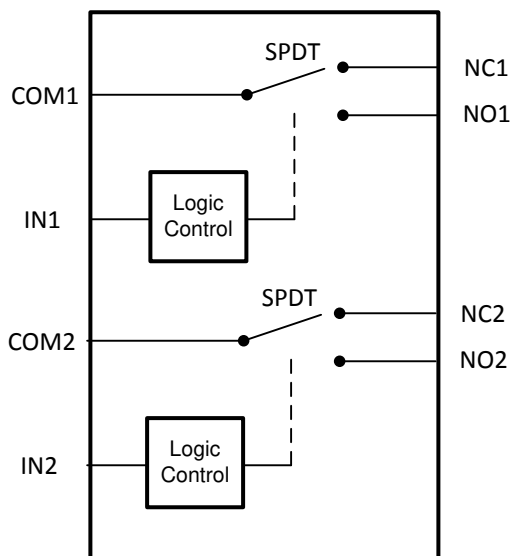 SPDT
NC1
COM1
NO1
IN1
Logic
Control
SPDT
NC2
COM2
NO2
IN2
Logic
Control